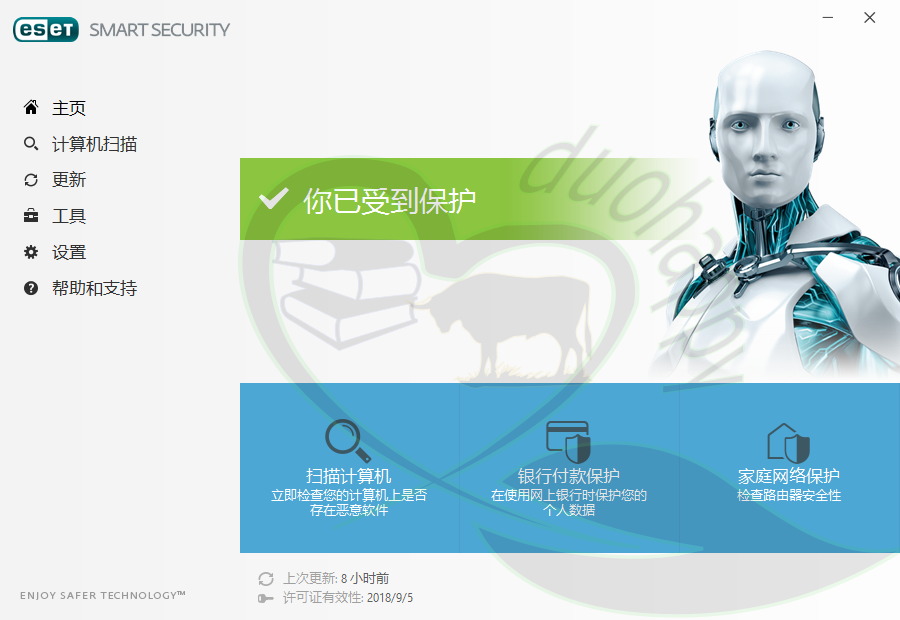 eset SMART SECURITY
主页
计算机扫描
更新
工具
设置
帮助和支持
你已受到保护
duohappy
扫描计算机
立即检查您的计算机上是否
存在恶意软件
银行付款保护
在使用网上银行时保护您的
个人数据
家庭网络保护
检查路由器安全性
上次更新: 8 小时前
许可证有效性: 2018/9/5
ENJOY SAFER TECHNOLOGY™